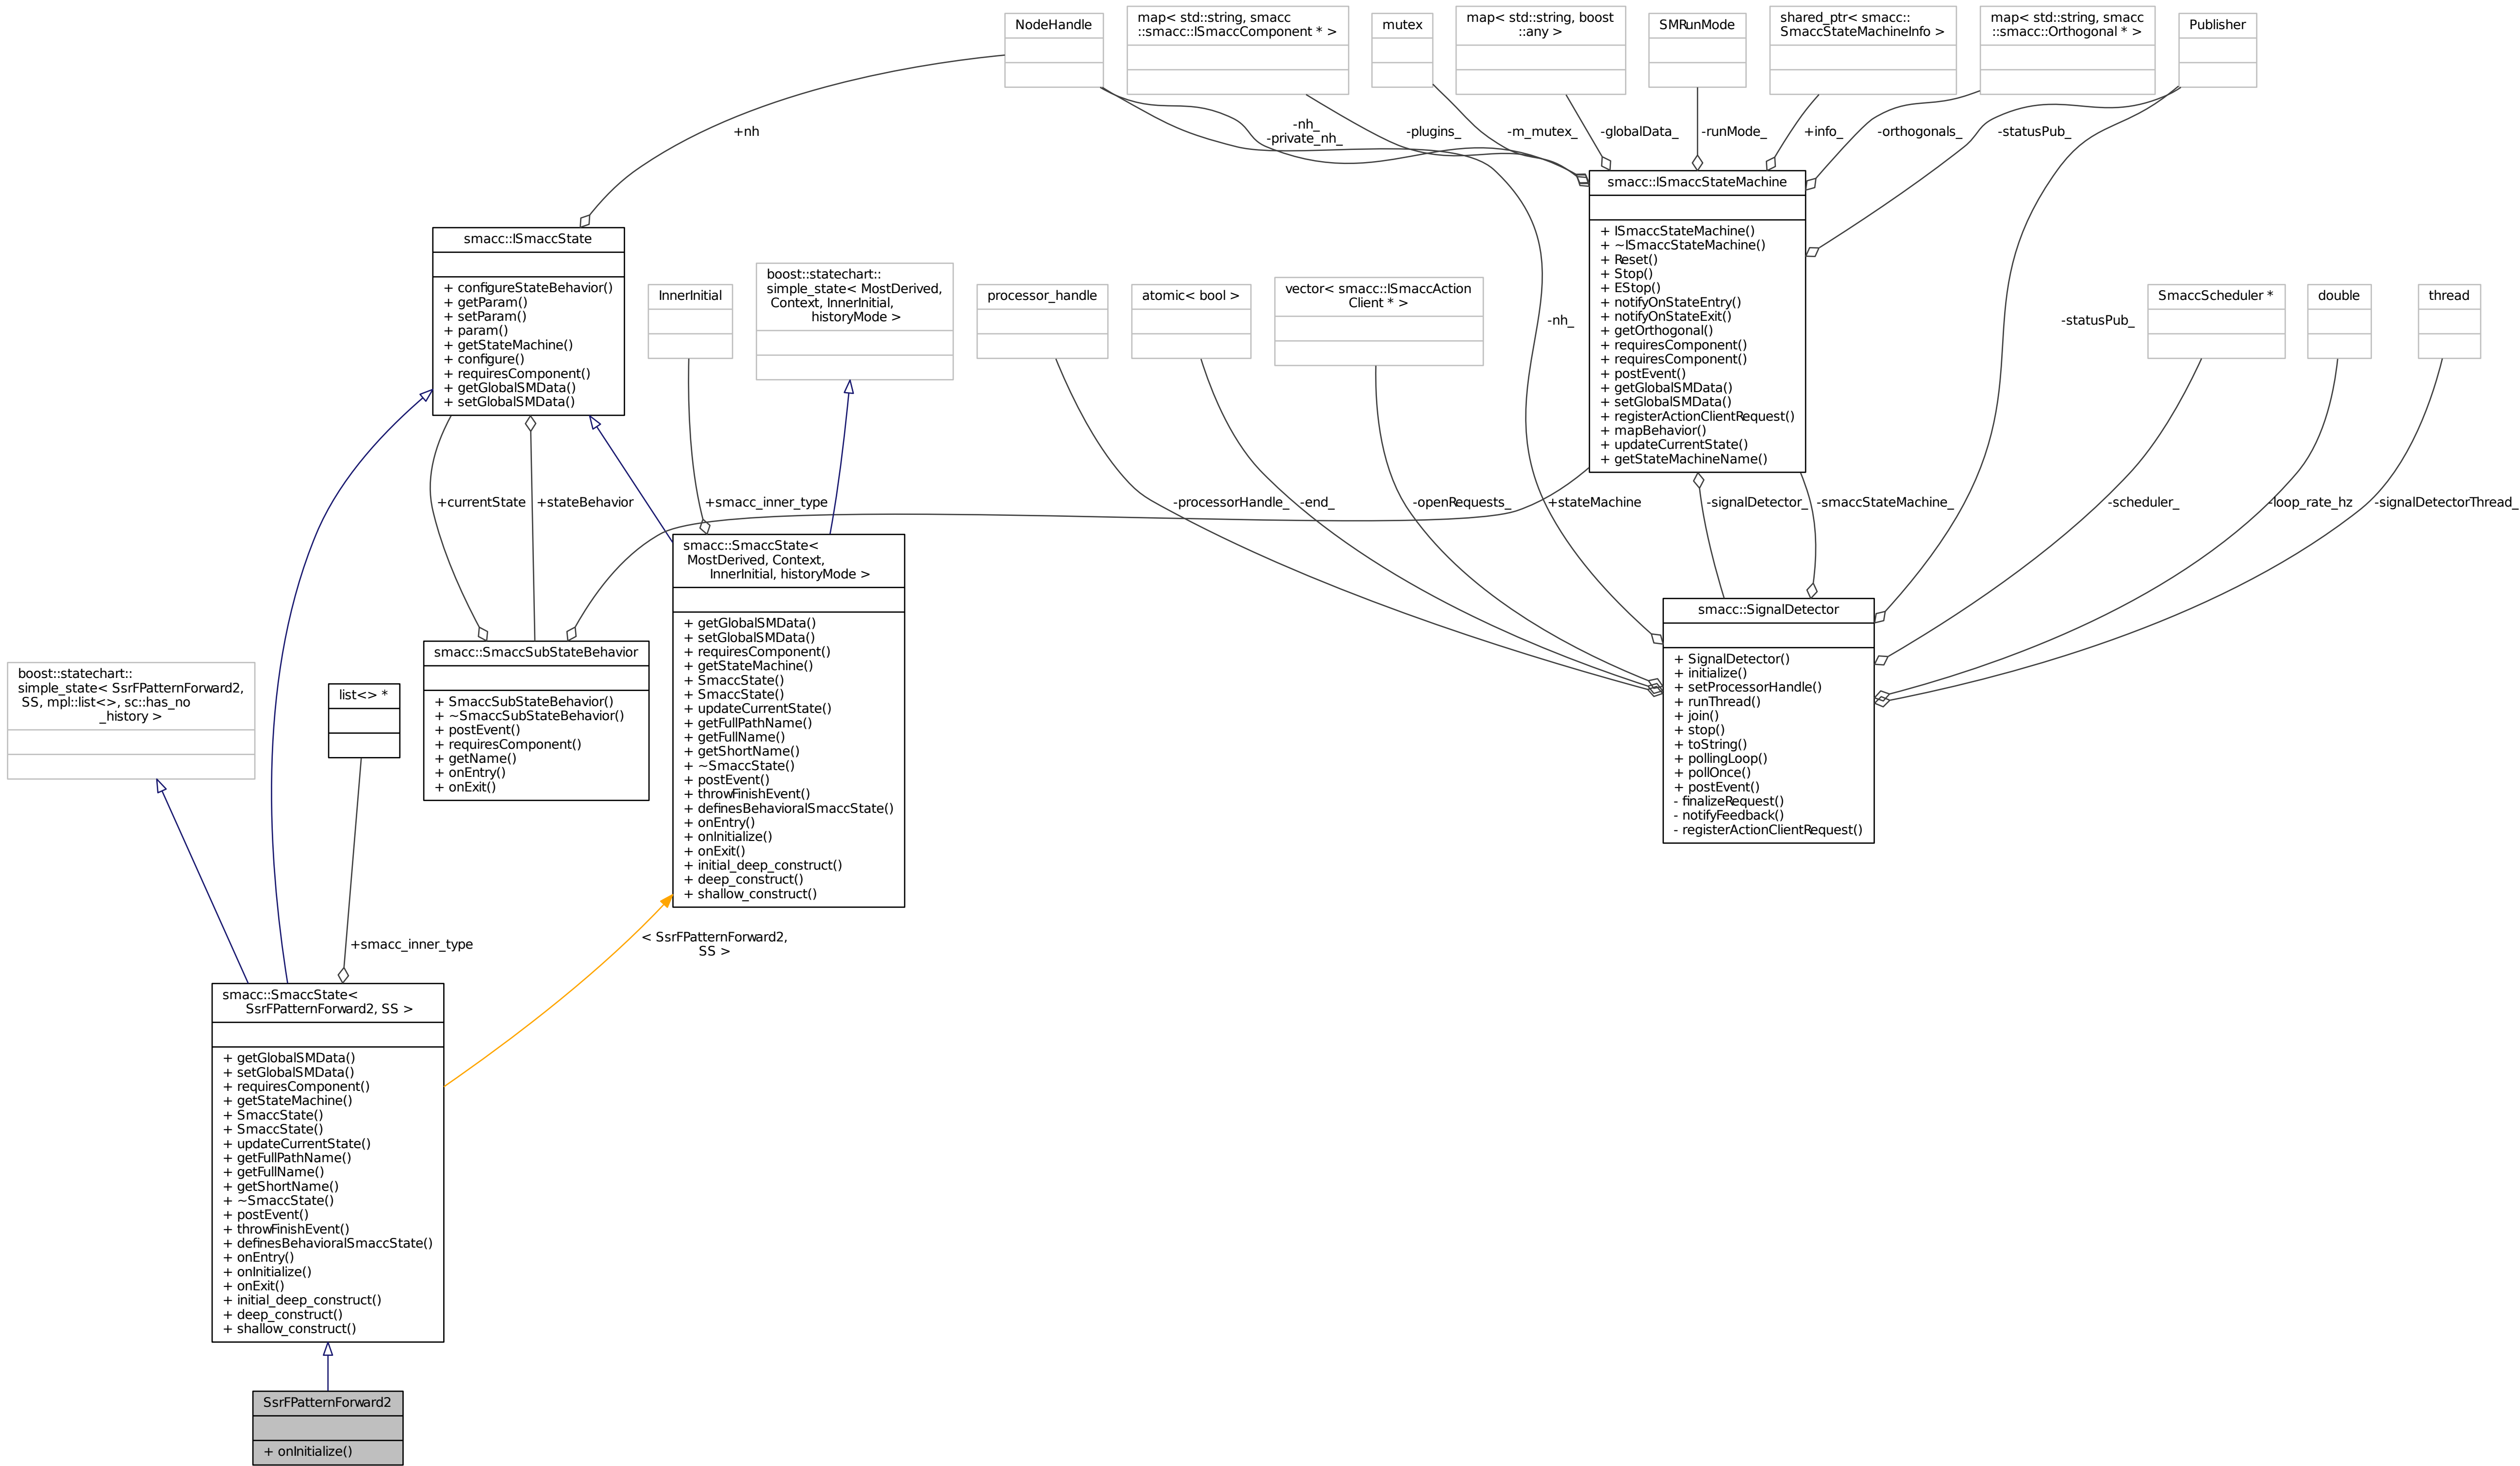 NodeHandle
map< std::string, smacc
::smacc::ISmaccComponent * >
mutex
map< std::string, boost
::any >
SMRunMode
shared_ptr< smacc::
SmaccStateMachineInfo >
map< std::string, smacc
::smacc::Orthogonal * >
Publisher
+nh
-nh_
-private_nh_
-plugins_
-m_mutex_
-globalData_
-runMode_
+info_
-orthogonals_
-statusPub_
smacc::ISmaccStateMachine
+ ISmaccStateMachine()
+ ~ISmaccStateMachine()
+ Reset()
+ Stop()
+ EStop()
+ notifyOnStateEntry()
+ notifyOnStateExit()
+ getOrthogonal()
+ requiresComponent()
+ requiresComponent()
+ postEvent()
+ getGlobalSMData()
+ setGlobalSMData()
+ registerActionClientRequest()
+ mapBehavior()
+ updateCurrentState()
+ getStateMachineName()
smacc::ISmaccState
+ configureStateBehavior()
+ getParam()
+ setParam()
+ param()
+ getStateMachine()
+ configure()
+ requiresComponent()
+ getGlobalSMData()
+ setGlobalSMData()
InnerInitial
boost::statechart::
simple_state< MostDerived,
Context, InnerInitial,
historyMode >
processor_handle
atomic< bool >
vector< smacc::ISmaccAction
Client * >
-nh_
-statusPub_
SmaccScheduler *
double
thread
+currentState
+stateBehavior
+smacc_inner_type
-processorHandle_
-end_
-openRequests_
+stateMachine
-signalDetector_
-smaccStateMachine_
-scheduler_
-loop_rate_hz
-signalDetectorThread_
smacc::SmaccState<
MostDerived, Context,
InnerInitial, historyMode >
+ getGlobalSMData()
+ setGlobalSMData()
+ requiresComponent()
+ getStateMachine()
+ SmaccState()
+ SmaccState()
+ updateCurrentState()
+ getFullPathName()
+ getFullName()
+ getShortName()
+ ~SmaccState()
+ postEvent()
+ throwFinishEvent()
+ definesBehavioralSmaccState()
+ onEntry()
+ onInitialize()
+ onExit()
+ initial_deep_construct()
+ deep_construct()
+ shallow_construct()
smacc::SignalDetector
+ SignalDetector()
+ initialize()
+ setProcessorHandle()
+ runThread()
+ join()
+ stop()
+ toString()
+ pollingLoop()
+ pollOnce()
+ postEvent()
- finalizeRequest()
- notifyFeedback()
- registerActionClientRequest()
smacc::SmaccSubStateBehavior
+ SmaccSubStateBehavior()
+ ~SmaccSubStateBehavior()
+ postEvent()
+ requiresComponent()
+ getName()
+ onEntry()
+ onExit()
boost::statechart::
simple_state< SsrFPatternForward2,
SS, mpl::list<>, sc::has_no
_history >
list<> *
+smacc_inner_type
< SsrFPatternForward2,
SS >
smacc::SmaccState<
SsrFPatternForward2, SS >
+ getGlobalSMData()
+ setGlobalSMData()
+ requiresComponent()
+ getStateMachine()
+ SmaccState()
+ SmaccState()
+ updateCurrentState()
+ getFullPathName()
+ getFullName()
+ getShortName()
+ ~SmaccState()
+ postEvent()
+ throwFinishEvent()
+ definesBehavioralSmaccState()
+ onEntry()
+ onInitialize()
+ onExit()
+ initial_deep_construct()
+ deep_construct()
+ shallow_construct()
SsrFPatternForward2
+ onInitialize()